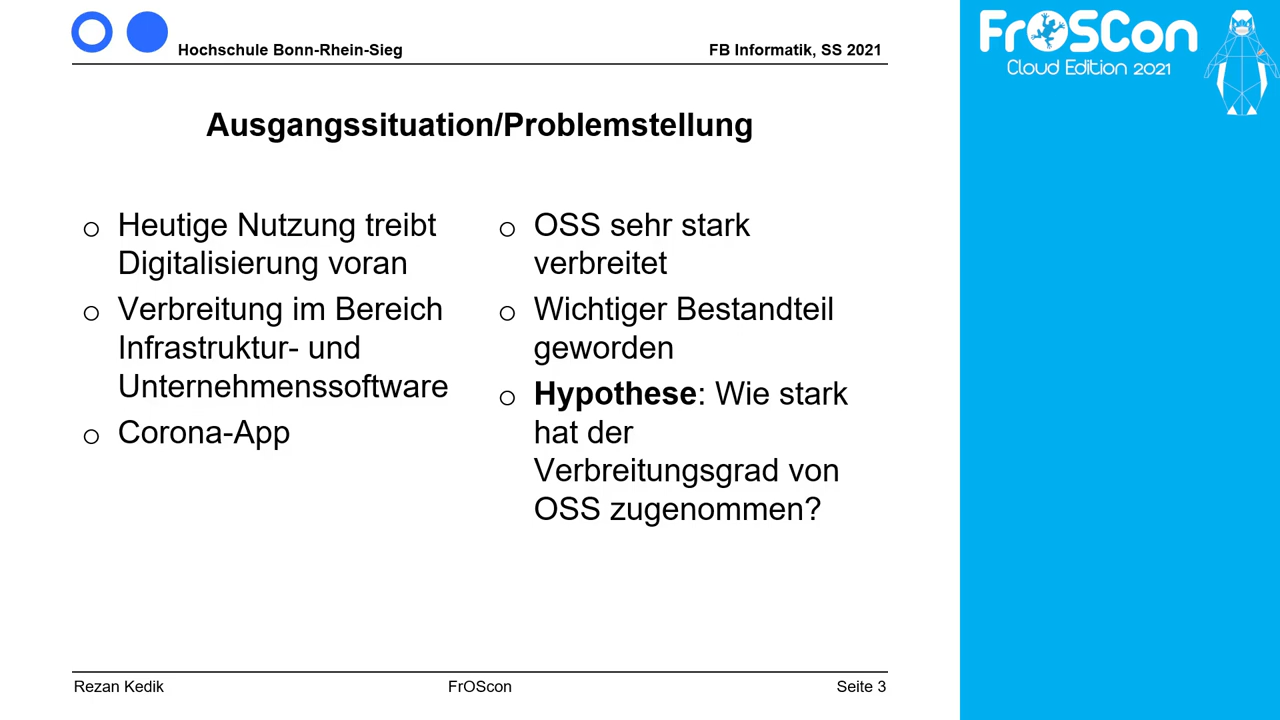 Hochschule Bonn-Rhein-Sieg
FB Informatik, SS 2021
FrOSCon
Cloud Edition 2021
Ausgangssituation/Problemstellung
o Heutige Nutzung treibt
Digitalisierung voran
o Verbreitung im Bereich
Infrastruktur- und
Unternehmenssoftware
o Corona-App
o OSS sehr stark
verbreitet
o Wichtiger Bestandteil
geworden
o Hypothese: Wie stark
hat der
Verbreitungsgrad von
OSS zugenommen?
Rezan Kedik
FrOScon
Seite 3